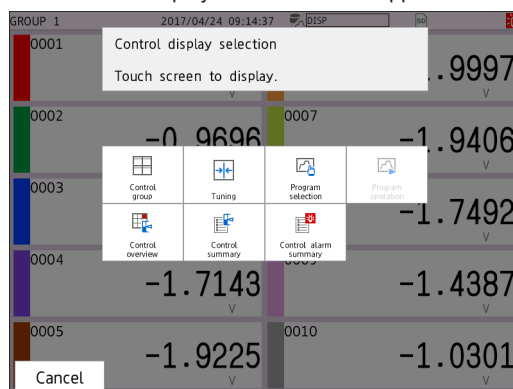 GROUP 1 2017/04/24 09:14:37 DISP SD
Control display selection
Touch screen to display.
0001
.9997
V
V
0002
-0.9696
0007
-1.9406
V
Control group
Tuning
Program selection
Program operation
0003
-1.7492
V
Control overview
Control summary
Control alarm summary
0004
-1.7143
V
0009
-1.4387
V
0005
-1.9225
V
0010
-1.0301
V
Cancel